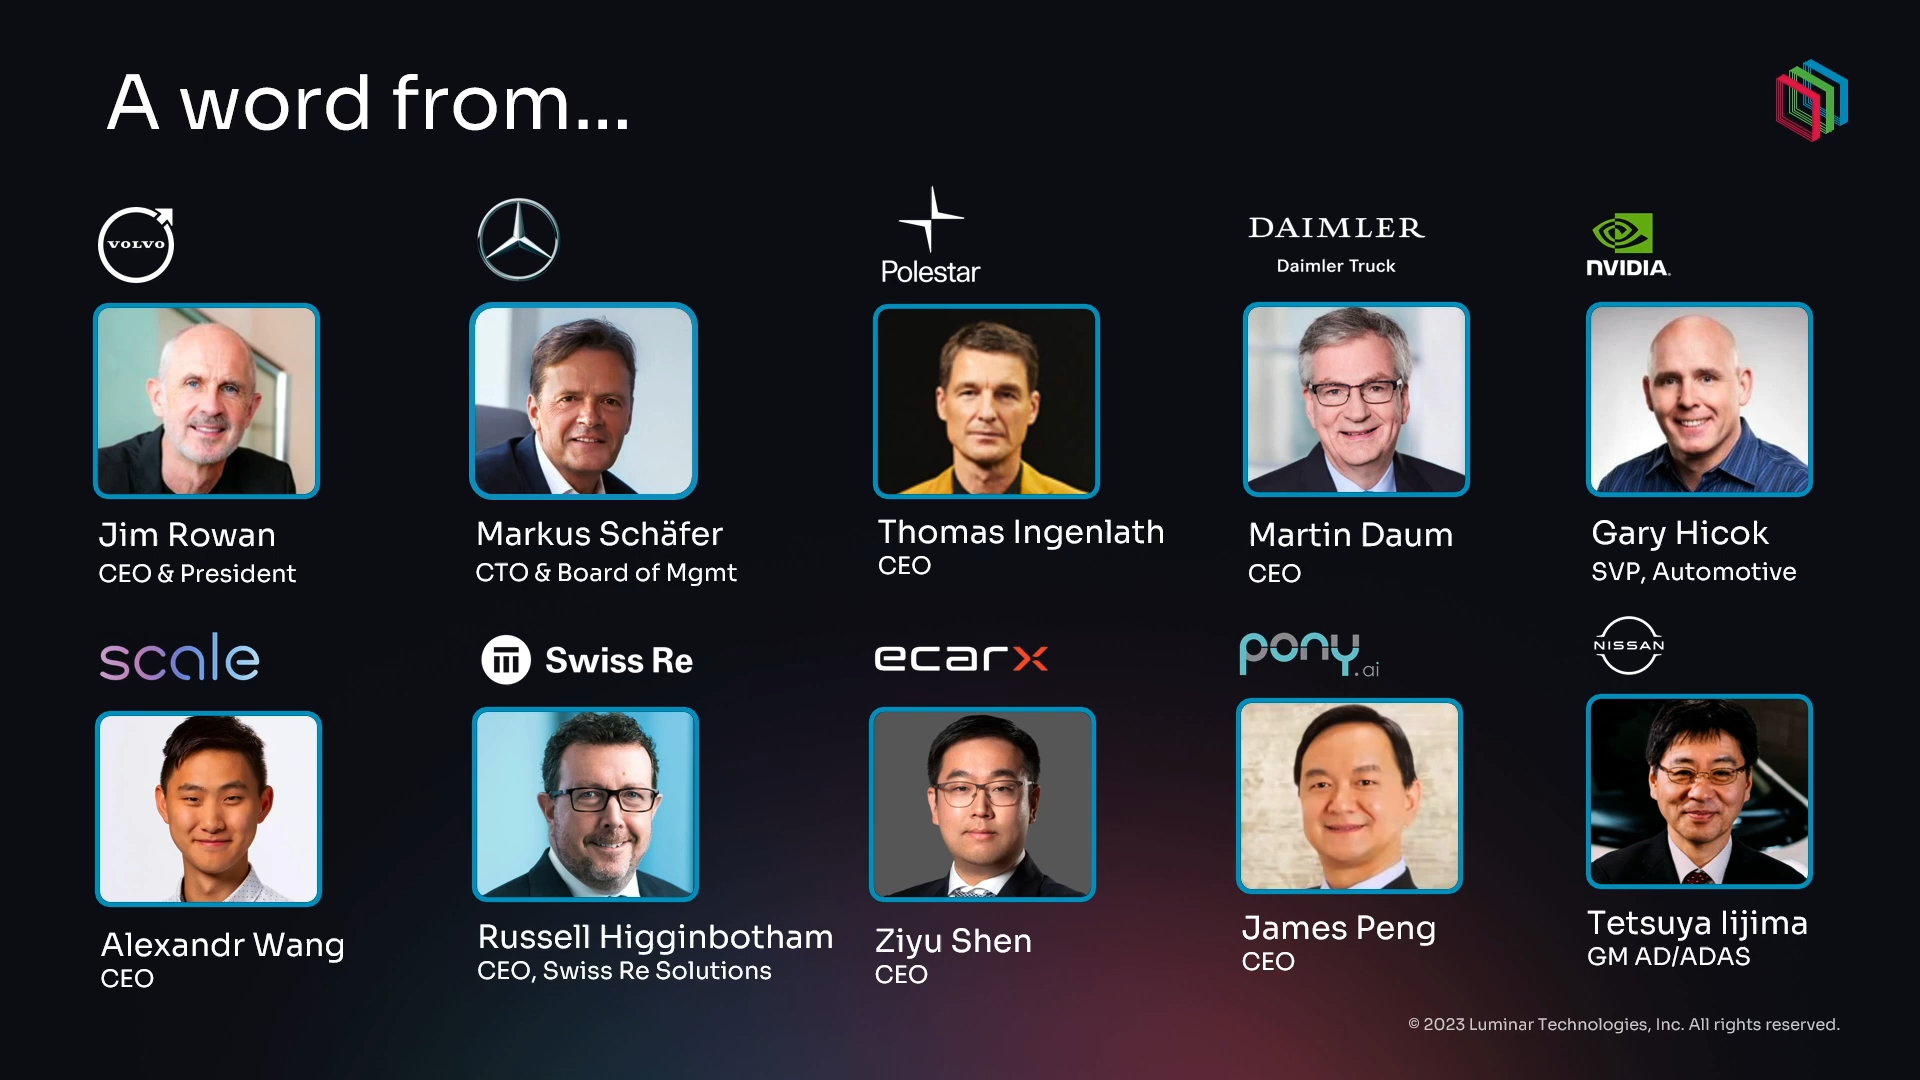 A word from...
VOLVO
Polestar
DAIMLER
Daimler Truck
NVIDIA.
Jim Rowan
CEO & President
Markus Schäfer
CTO & Board of Mgmt
Thomas Ingenlath
CEO
Martin Daum
CEO
Gary Hicok
SVP, Automotive
scale
Swiss Re
ecarx
pony.ai
NISSAN
Alexandr Wang
CEO
Russell Higginbotham
CEO, Swiss Re Solutions
Ziyu Shen
CEO
James Peng
CEO
Tetsuya Iijima
GM AD/ADAS
© 2023 Luminar Technologies, Inc. All rights reserved.